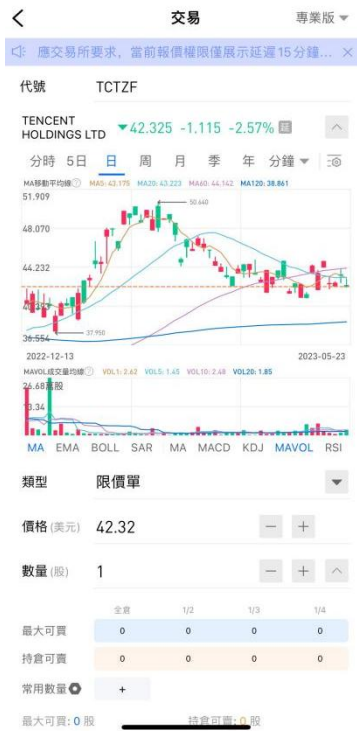 交易
專業版
應交易所要求，當前報價權限僅展示延遲15分鐘... ×
代號 TCTZF
TENCENT HOLDINGS LTD ▼42.325 -1.115 -2.57% 延
分時 5日 日 周 月 季 年 分鐘
MA移動平均線 MA5: 43.175 MA20: 43.223 MA60: 44.142 MA120: 38.861
51.909
50.640
48.070
44.232
37.950
36.554
2022-12-13 2023-05-23
MAVOL成交量均線 VOL1: 2.62 VOL5: 1.45 VOL10: 2.48 VOL20: 1.85
26.68萬股
13.34
MA EMA BOLL SAR MA MACD KDJ MAVOL RSI
類型 限價單
價格(美元) 42.32 − +
數量(股) 1 − +
全倉 1/2 1/3 1/4
最大可買 0 0 0 0
持倉可賣 0 0 0 0
常用數量 +
最大可買: 0 股 持倉可賣: 0 股